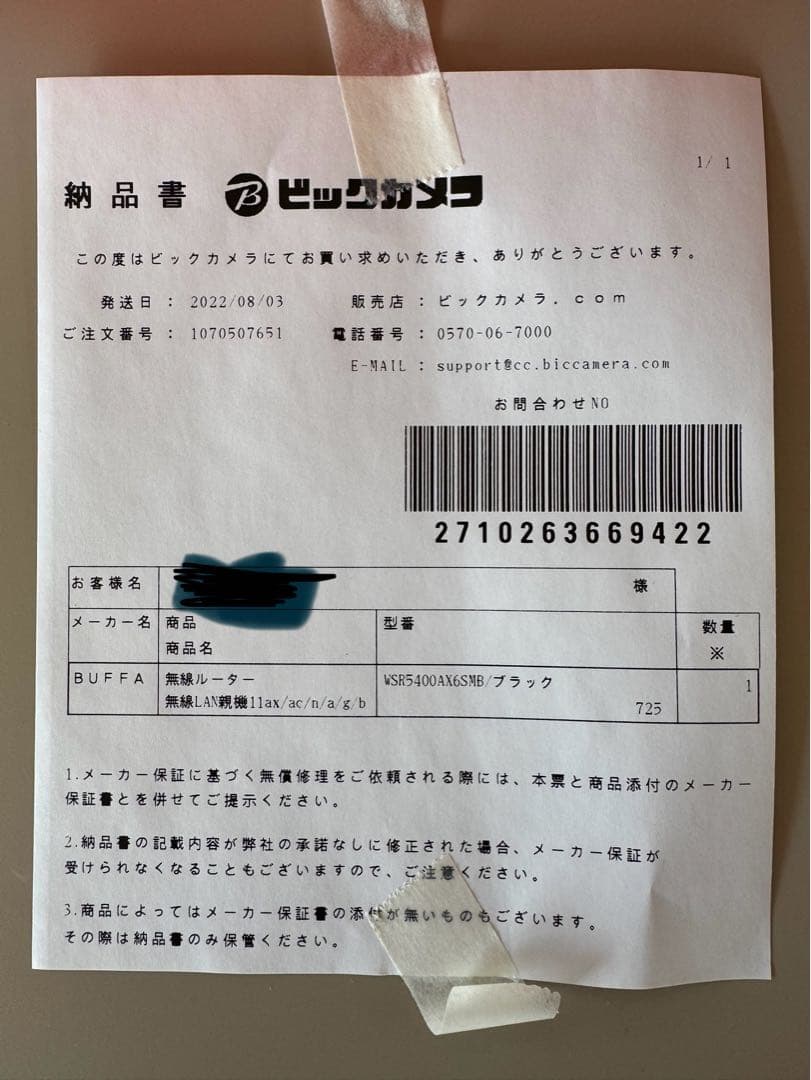 1/ 1
納品書 B ビックカメラ
この度はビックカメラにてお買い求めいただき、ありがとうございます。
発送日 : 2022/08/03 販売店 : ビックカメラ.com
ご注文番号 : 1070507651 電話番号 : 0570-06-7000
E-MAIL : support@cc.biccamera.com
お問合わせNO
2710263669422
お客様名 様
メーカー名 商品 型番 数量
商品名 ※
BUFFA 無線ルーター WSR5400AX6SMB/ブラック 1
無線LAN親機11ax/ac/n/a/g/b 725
1.メーカー保証に基づく無償修理をご依頼される際には、本票と商品添付のメーカー
保証書とを併せてご提示ください。
2.納品書の記載内容が弊社の承諾なしに修正された場合、メーカー保証が
受けられなくなることもございますので、ご注意ください。
3.商品によってはメーカー保証書の添付が無いものもございます。
その際は納品書のみ保管ください。